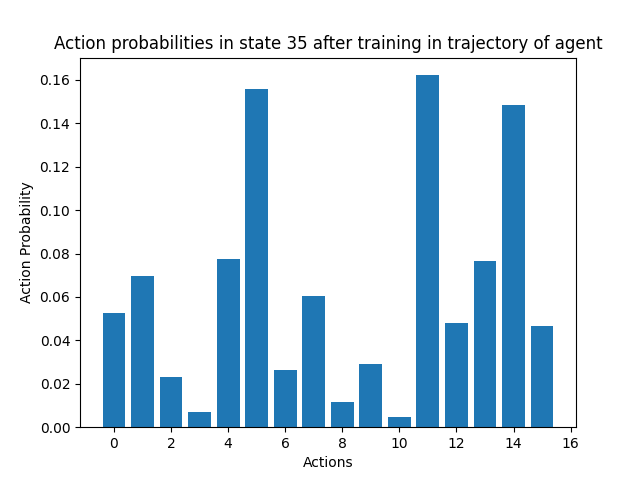 Action probabilities in state 35 after training in trajectory of agent
0.16
0.14
0.12
0.10
0.08
0.06
0.04
0.02
0.00
Action Probability
0 2 4 6 8 10 12 14 16
Actions